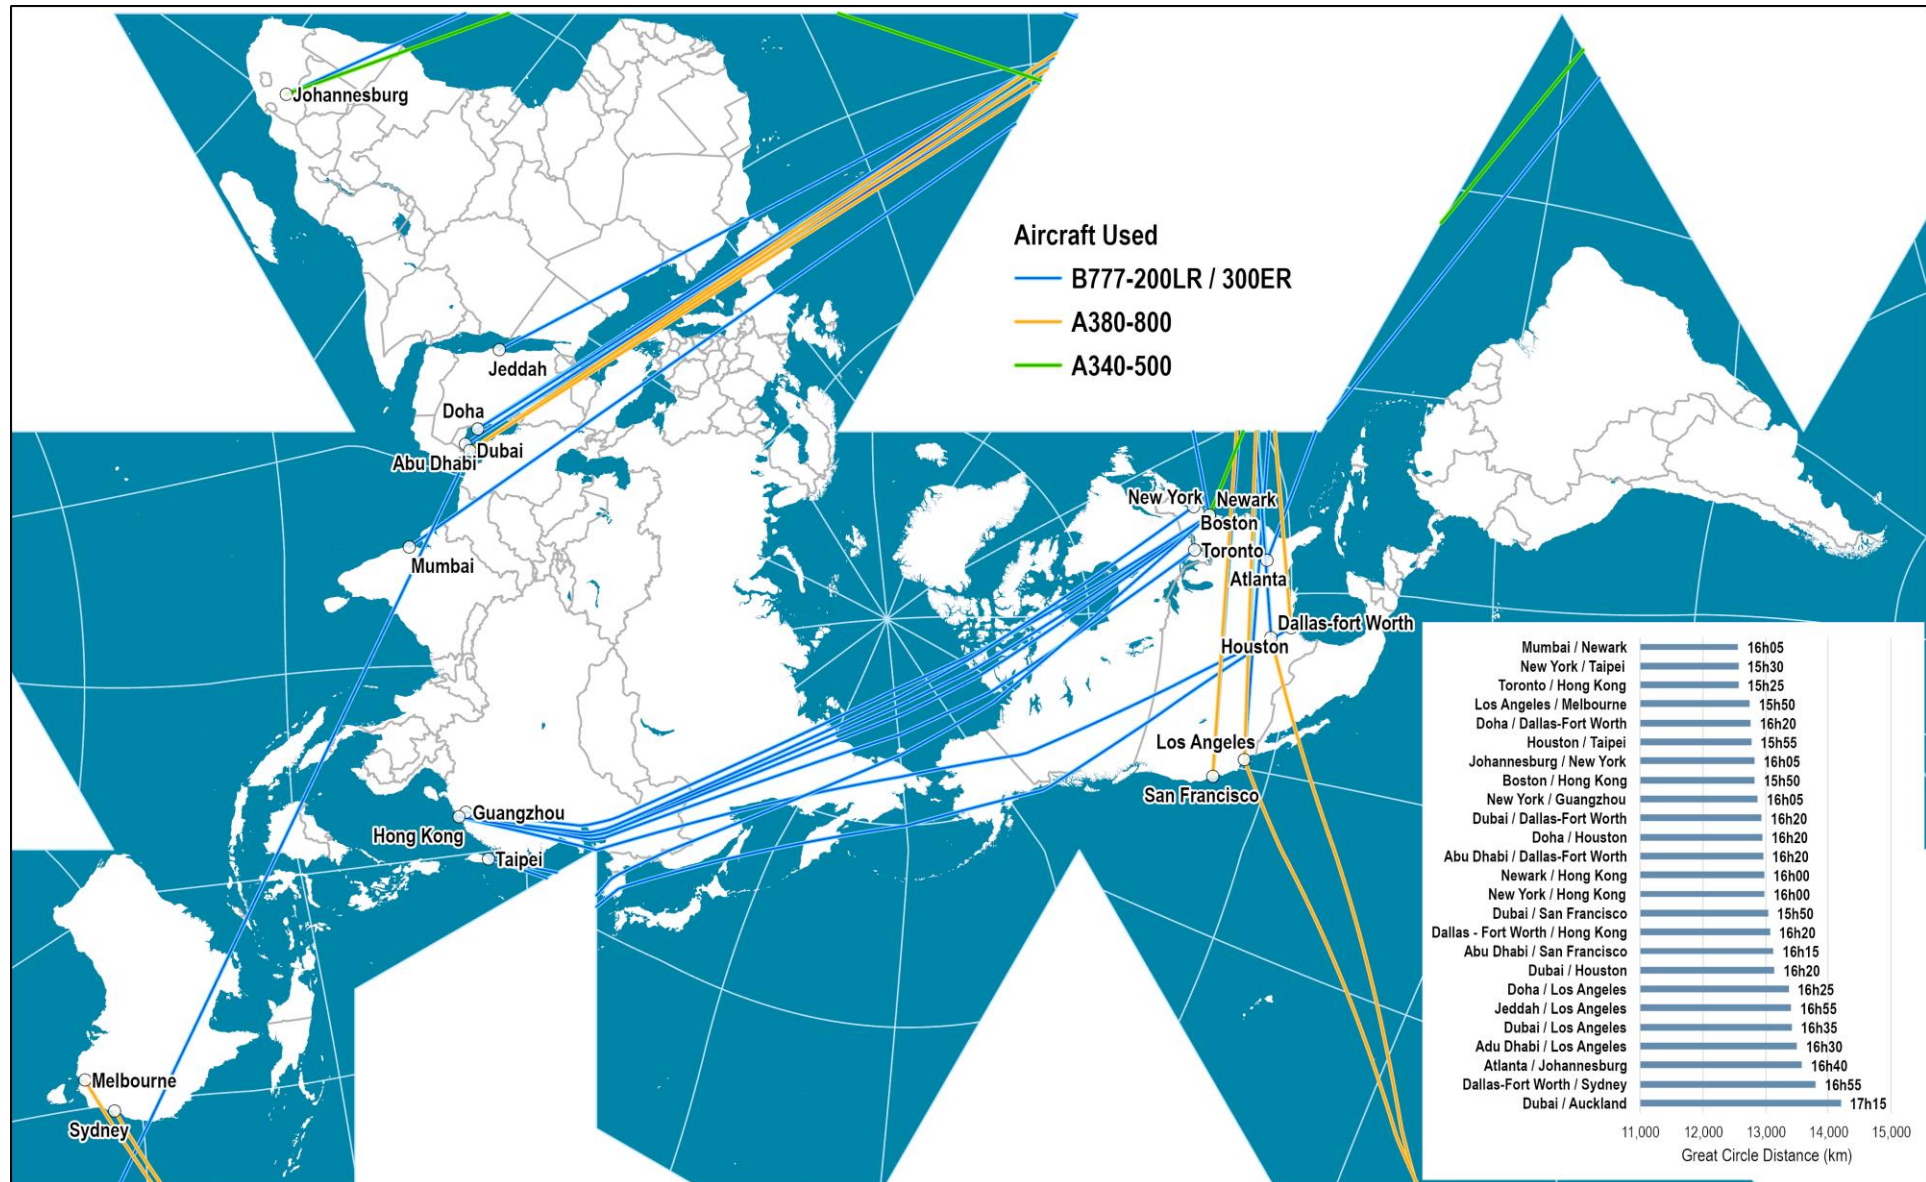 Johannesburg
Jeddah
Doha
Dubai
Abu Dhabi
Mumbai
Guangzhou
Hong Kong
Taipei
Melbourne
Sydney
Aircraft Used
B777-200LR / 300ER
A380-800
A340-500
New York
Newark
Boston
Toronto
Atlanta
Dallas-fort Worth
Houston
Los Angeles
San Francisco
Mumbai / Newark 16h05
New York / Taipei 15h30
Toronto / Hong Kong 15h25
Los Angeles / Melbourne 15h50
Doha / Dallas-Fort Worth 16h20
Houston / Taipei 15h55
Johannesburg / New York 16h05
Boston / Hong Kong 15h50
New York / Guangzhou 16h05
Dubai / Dallas-Fort Worth 16h20
Doha / Houston 16h20
Abu Dhabi / Dallas-Fort Worth 16h20
Newark / Hong Kong 16h00
New York / Hong Kong 16h00
Dubai / San Francisco 15h50
Dallas - Fort Worth / Hong Kong 16h20
Abu Dhabi / San Francisco 16h15
Dubai / Houston 16h20
Doha / Los Angeles 16h25
Jeddah / Los Angeles 16h55
Dubai / Los Angeles 16h35
Adu Dhabi / Los Angeles 16h30
Atlanta / Johannesburg 16h40
Dallas-Fort Worth / Sydney 16h55
Dubai / Auckland 17h15
11,000 12,000 13,000 14,000 15,000
Great Circle Distance (km)